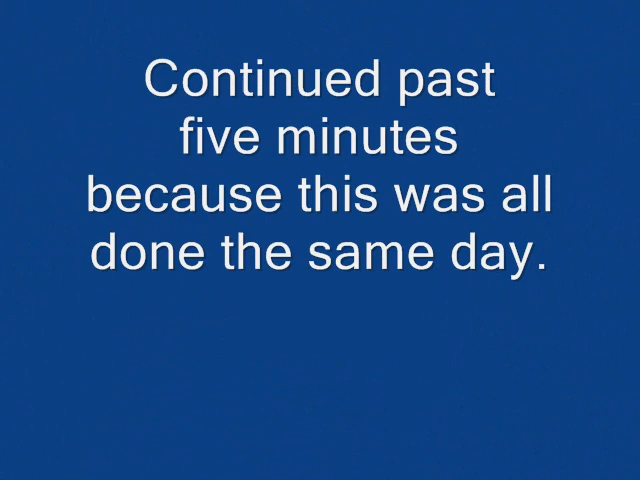 Continued past
five minutes
because this was all
done the same day.